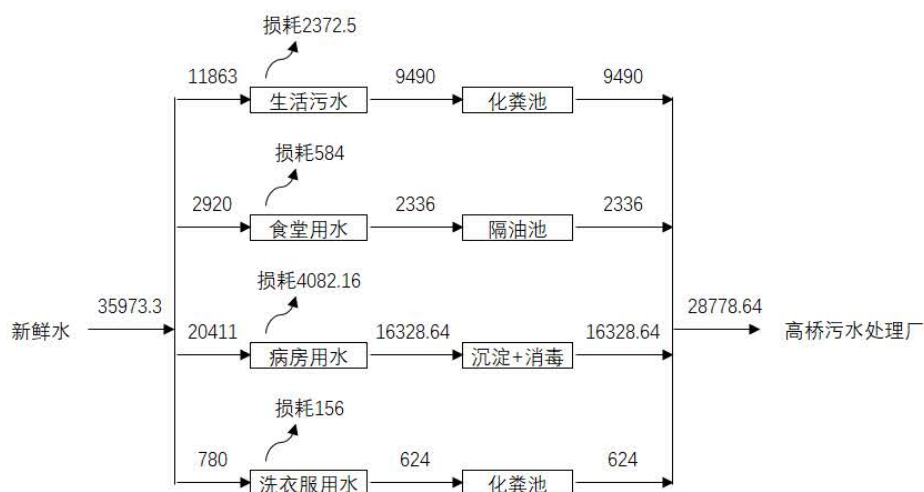 损耗2372.5
11863
生活污水
9490
化粪池
9490
损耗584
2920
食堂用水
2336
隔油池
2336
损耗4082.16
新鲜水
35973.3
20411
病房用水
16328.64
沉淀+消毒
16328.64
28778.64
高桥污水处理厂
损耗156
780
洗衣服用水
624
化粪池
624